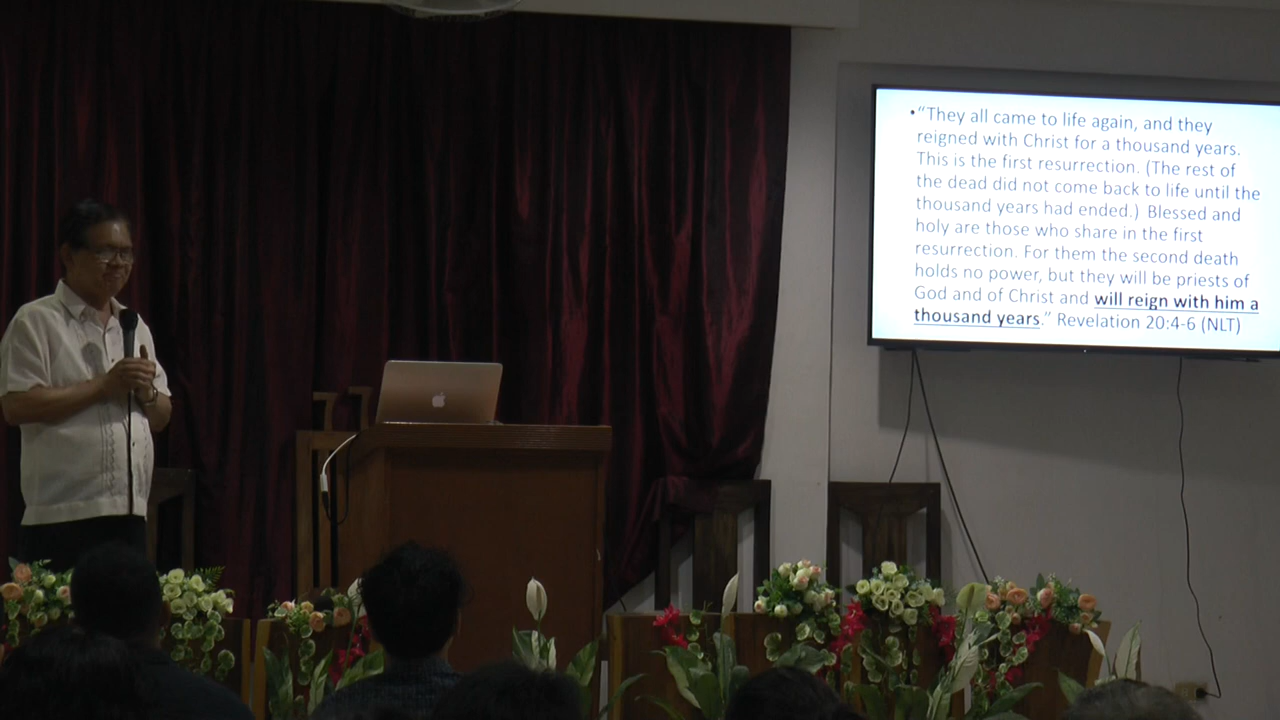 •“They all came to life again, and they
reigned with Christ for a thousand years.
This is the first resurrection. (The rest of
the dead did not come back to life until the
thousand years had ended.) Blessed and
holy are those who share in the first
resurrection. For them the second death
holds no power, but they will be priests of
God and of Christ and will reign with him a
thousand years.” Revelation 20:4-6 (NLT)